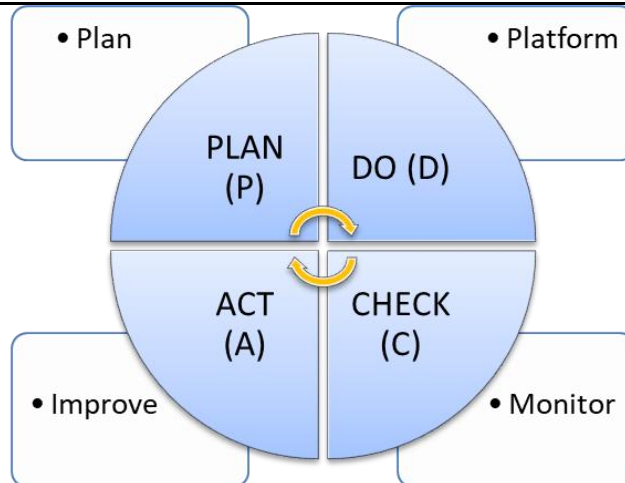 • Plan
• Platform
PLAN
(P)
DO (D)
ACT
(A)
CHECK
(C)
• Improve
• Monitor